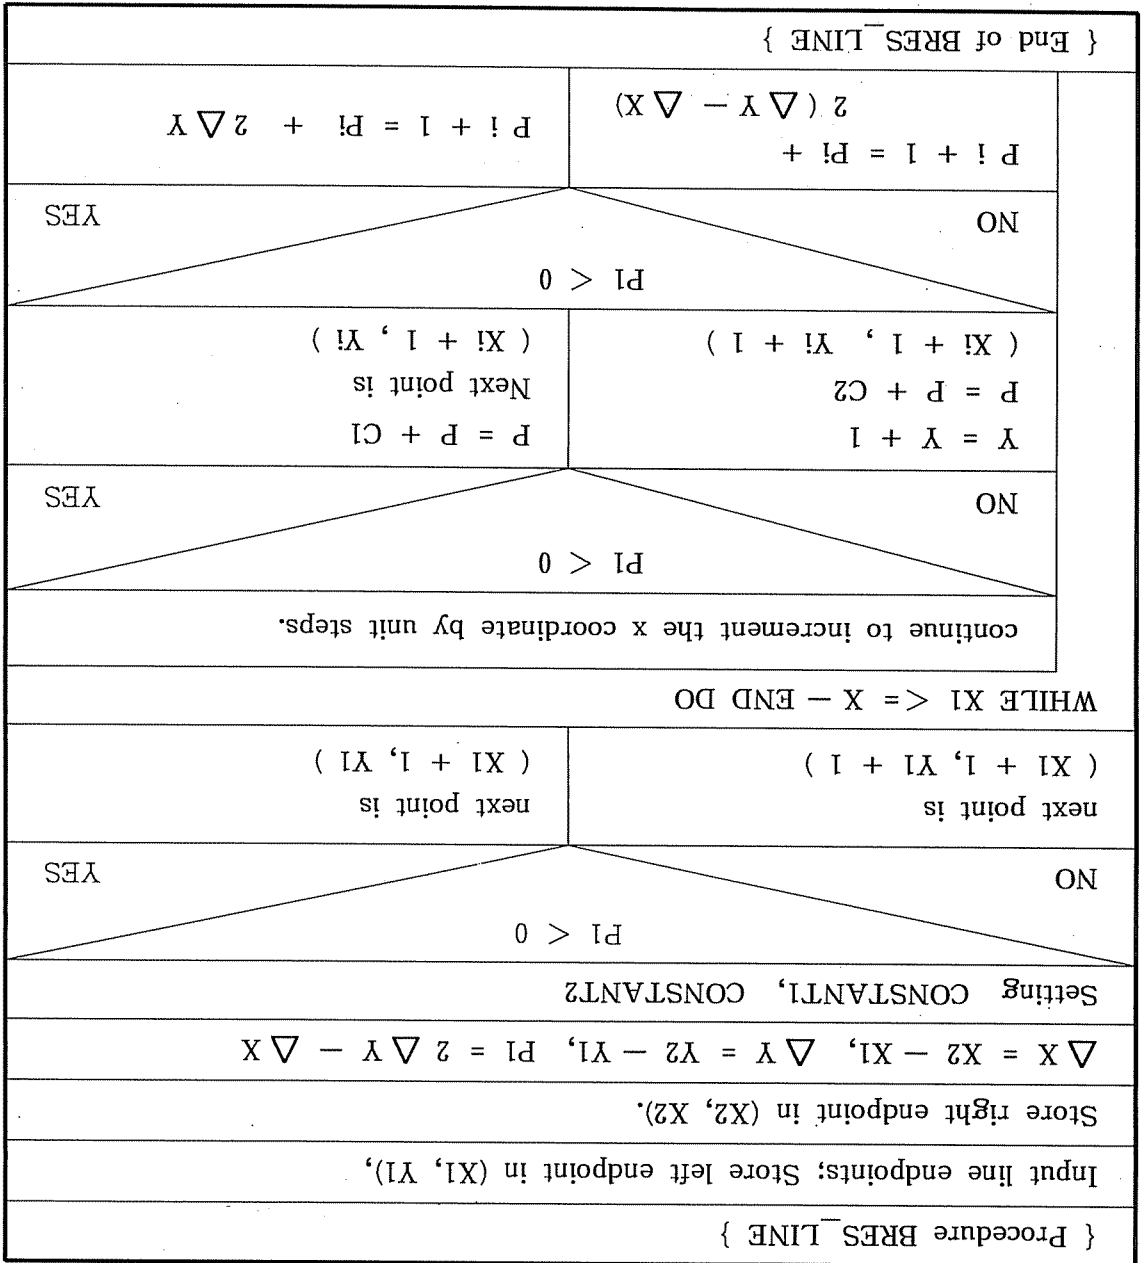 { Procedure BRES_LINE }
Input line endpoints; Store left endpoint in (X1, Y1),
Store right endpoint in (X2, X2).
△ X = X2 − X1, △ Y = Y2 − Y1, P1 = 2 △ Y − △ X
Setting CONSTANT1, CONSTANT2
P1 < 0
NO
YES
next point is
( X1 + 1, Y1 + 1 )
next point is
( X1 + 1, Y1 )
WHILE X1 <= X − END DO
continue to increment the x coordinate by unit steps.
P1 < 0
NO
YES
Y = Y + 1
P = P + C2
( Xi + 1 , Yi + 1 )
P = P + C1
Next point is
( Xi + 1 , Yi )
P1 < 0
NO
YES
P i + 1 = Pi +
2 ( △ Y − △ X)
P i + 1 = Pi + 2 △ Y
{ End of BRES_LINE }